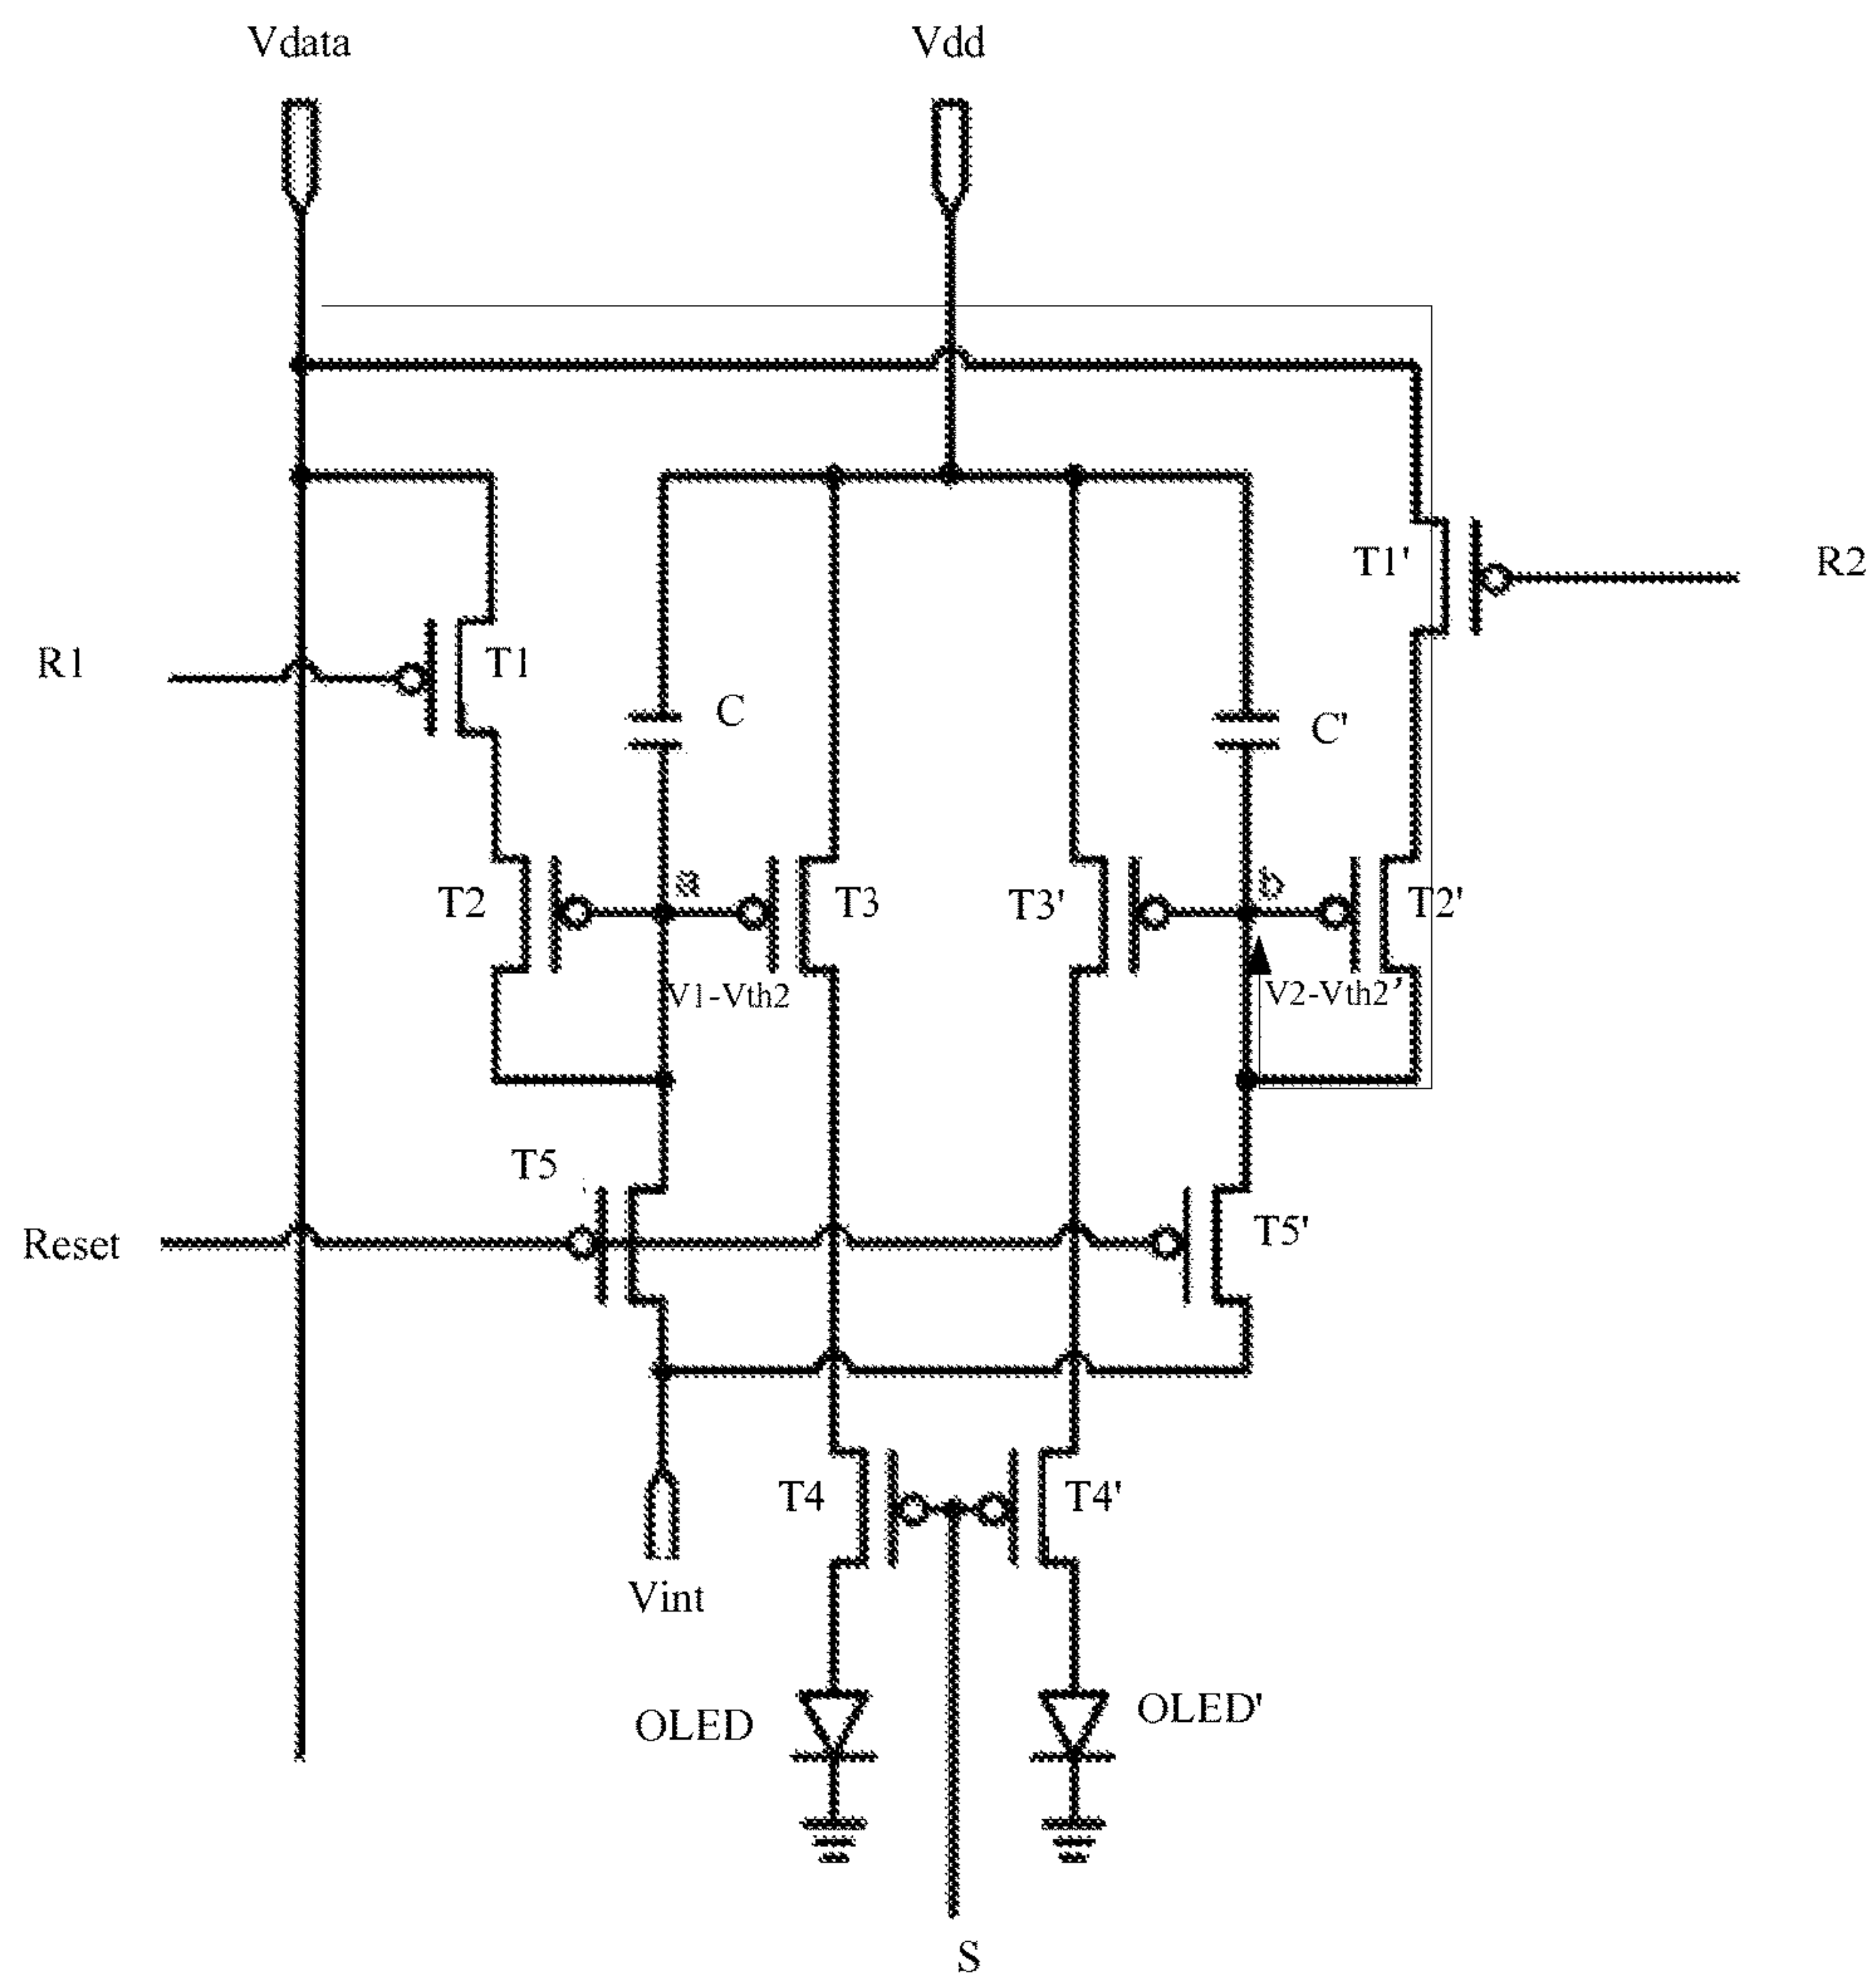 Vdata Vdd
T1' R2
R1 T1
C C'
a b
T2 T3 T3' T2'
V1-Vth2 V2-Vth2’
T5
Reset T5'
T4 T4'
Vint
OLED OLED'
S